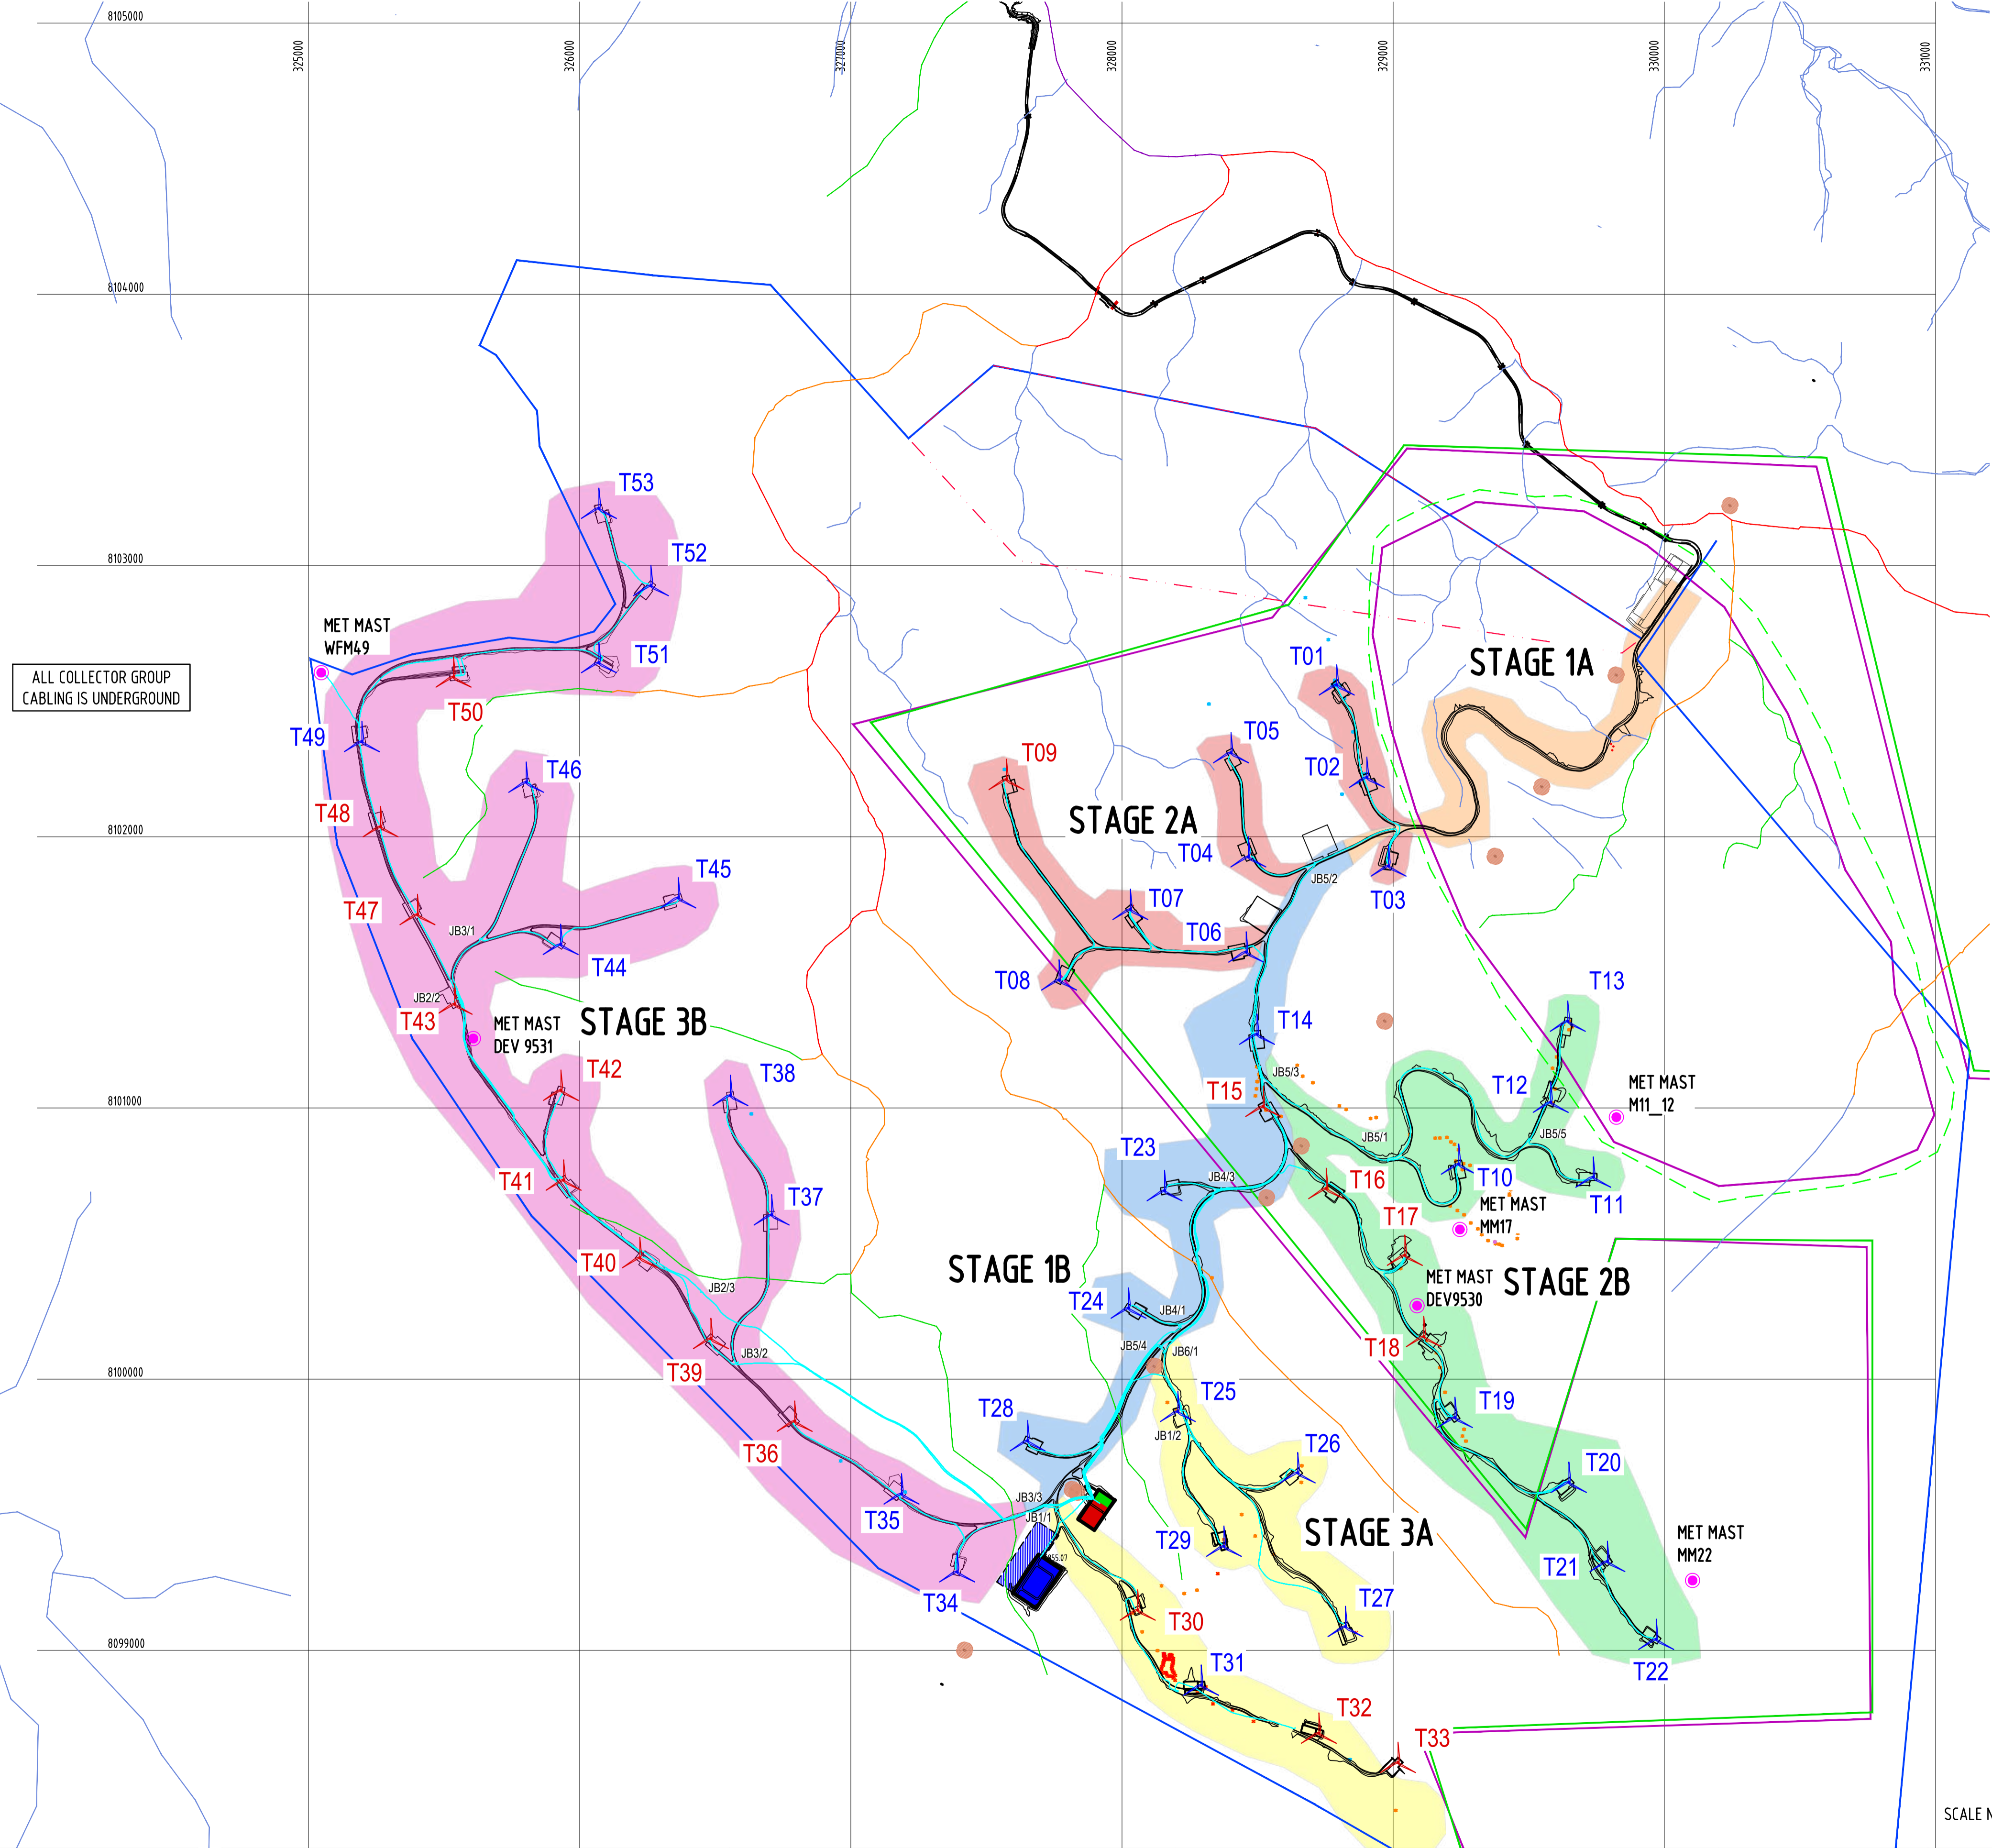 8105000
325000
326000
327000
328000
329000
330000
331000
8104000
T53
T52
8103000
MET MAST
WFM49
T51
STAGE 1A
ALL COLLECTOR GROUP
CABLING IS UNDERGROUND
T01
T50
T49
T05
T09
T46
T02
T48
STAGE 2A
8102000
T04
T45
JB5/2
T03
T47
T07
JB3/1
T06
T44
T08
T13
JB2/2
T43
STAGE 3B
T14
MET MAST
DEV 9531
T42
T38
JB5/3
T12
MET MAST
M11_12
T15
8101000
JB5/1
JB5/5
T23
T41
JB4/3
T16
T10
T11
MET MAST
MM17
T37
T17
T40
STAGE 1B
JB2/3
T24
JB4/1
MET MAST
DEV9530
STAGE 2B
JB5/4
JB6/1
T18
JB3/2
T39
8100000
T25
T19
T28
JB1/2
T26
T36
T20
JB3/3
JB1/1
T35
T29
STAGE 3A
MET MAST
MM22
T21
T34
T27
T30
8099000
T31
T22
T32
T33
SCALE N